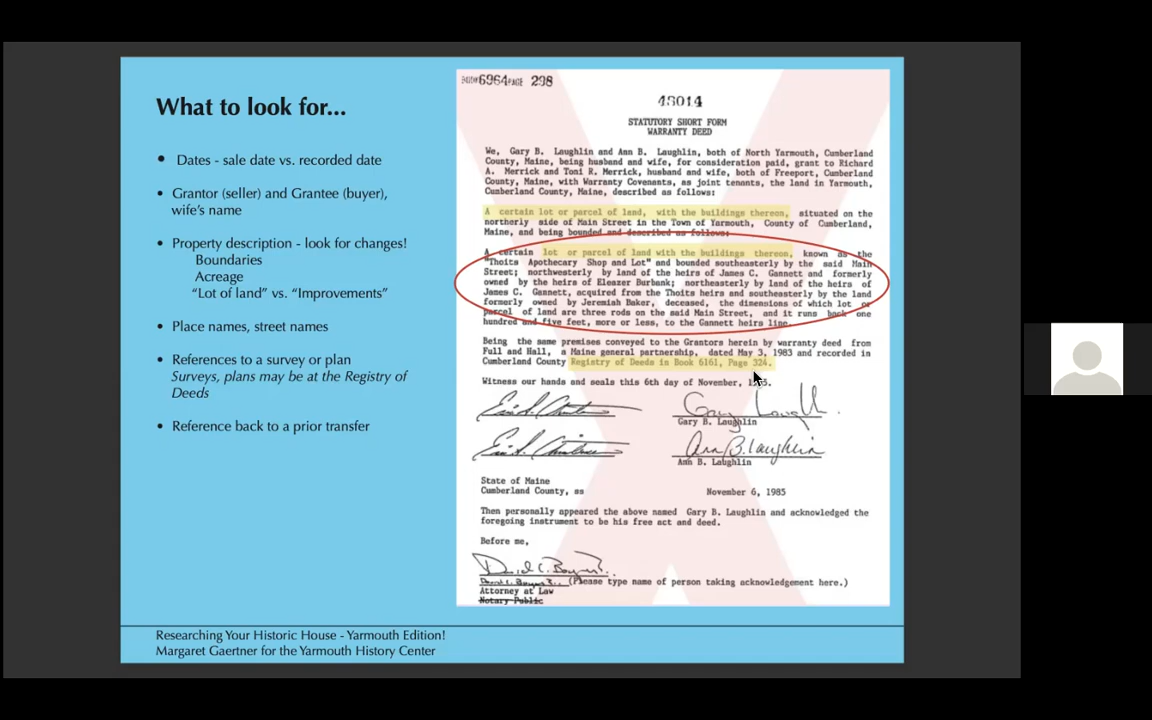 What to look for...
• Dates - sale date vs. recorded date
• Grantor (seller) and Grantee (buyer),
wife's name
• Property description - look for changes!
Boundaries
Acreage
“Lot of land” vs. “Improvements”
• Place names, street names
• References to a survey or plan
Surveys, plans may be at the Registry of
Deeds
• Reference back to a prior transfer
BOOK 6964 PAGE 298
48014
STATUTORY SHORT FORM
WARRANTY DEED
We, Gary B. Laughlin and Ann B. Laughlin, both of North Yarmouth, Cumberland
County, Maine, being husband and wife, for consideration paid, grant to Richard
A. Merrick and Toni R. Merrick, husband and wife, both of Freeport, Cumberland
County, Maine, with Warranty Covenants, as joint tenants, the land in Yarmouth,
Cumberland County, Maine, described as follows:
A certain lot or parcel of land, with the buildings thereon, situated on the
northerly side of Main Street in the Town of Yarmouth, County of Cumberland,
Maine, and being bounded and described as follows:
A certain lot or parcel of land with the buildings thereon, known as the
"Thoits Apothecary Shop and Lot" and bounded southeasterly by the said Main
Street; northwesterly by land of the heirs of James C. Gannett and formerly
owned by the heirs of Eleazer Burbank; northeasterly by land of the heirs of
James C. Gannett, acquired from the Thoits heirs and southeasterly by the land
formerly owned by Jeremiah Baker, deceased, the dimensions of which lot or
parcel of land are three rods on the said Main Street, and it runs back one
hundred and five feet, more or less, to the Gannett heirs line.
Being the same premises conveyed to the Grantors herein by warranty deed from
Full and Hall, a Maine general partnership, dated May 3, 1983 and recorded in
Cumberland County Registry of Deeds in Book 6161, Page 324.
Witness our hands and seals this 6th day of November,
Gary B. Laughlin
Ann B. Laughlin
Ann B. Laughlin
State of Maine
Cumberland County, ss
November 6, 1985
Then personally appeared the above named Gary B. Laughlin and acknowledged the
foregoing instrument to be his free act and deed.
Before me,
(Please type name of person taking acknowledgement here.)
Attorney at Law
Notary Public
Researching Your Historic House - Yarmouth Edition!
Margaret Gaertner for the Yarmouth History Center